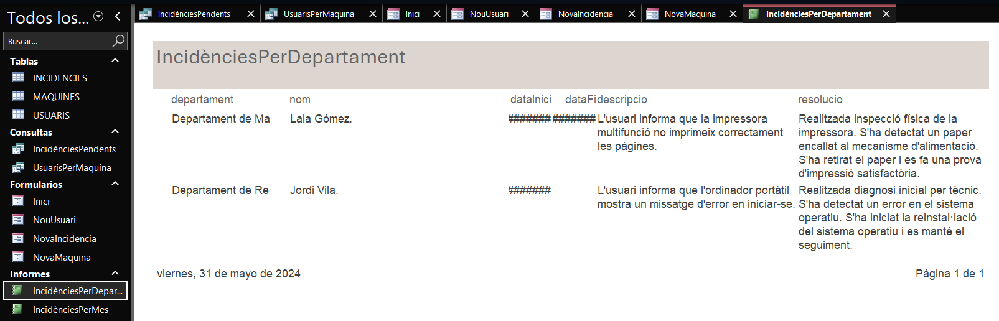 Todos los...
Buscar...
Tablas
INCIDENCIES
MAQUINES
USUARIS
Consultas
IncidènciesPendents
UsuarisPerMaquina
Formularios
Inici
NouUsuari
NovaIncidencia
NovaMaquina
Informes
IncidènciesPerDepar...
IncidènciesPerMes
IncidènciesPendents UsuarisPerMaquina Inici NouUsuari NovaIncidencia NovaMaquina IncidènciesPerDepartament
IncidènciesPerDepartament
departament nom dataInici dataFi descripcio resolucio
Departament de Ma Laia Gómez. ####### ####### L'usuari informa que la impressora Realitzada inspecció física de la
multifunció no imprimeix correctament impressora. S'ha detectat un paper
les pàgines. encallat al mecanisme d'alimentació.
S'ha retirat el paper i es fa una prova
d'impressió satisfactòria.
Departament de Re Jordi Vila. ####### L'usuari informa que l'ordinador portàtil Realitzada diagnosi inicial per tècnic.
mostra un missatge d'error en iniciar-se. S'ha detectat un error en el sistema
operatiu. S'ha iniciat la reinstal·lació
del sistema operatiu i es manté el
seguiment.
viernes, 31 de mayo de 2024 Página 1 de 1